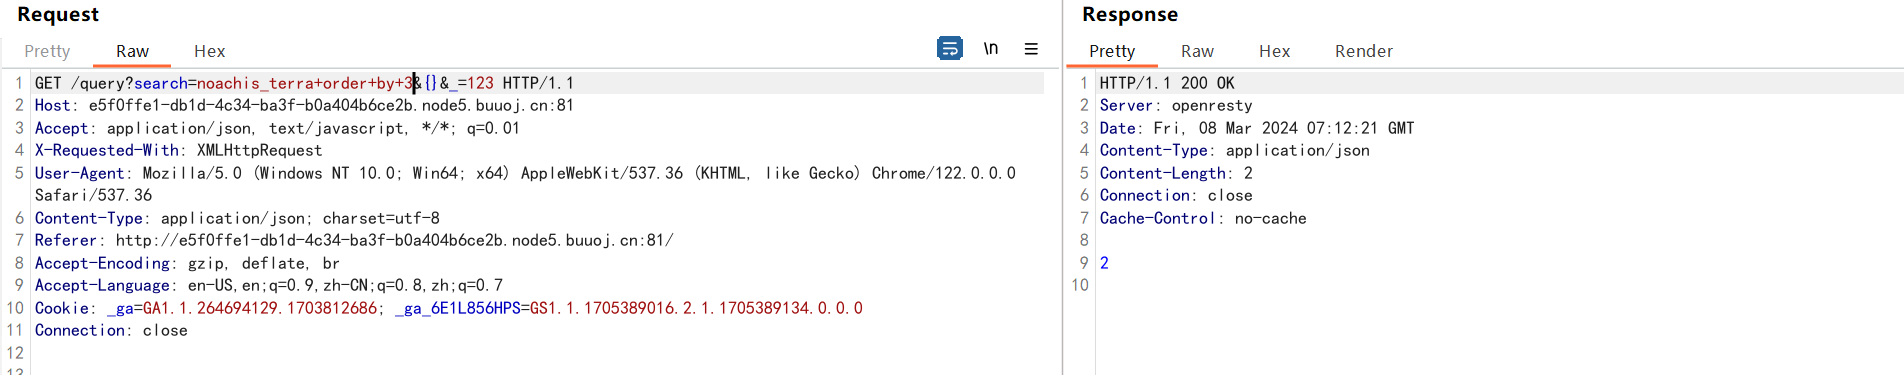 Request
Pretty Raw Hex \n
1 GET /query?search=noachis_terra+order+by+3&{}&_=123 HTTP/1.1
2 Host: e5f0ffe1-db1d-4c34-ba3f-b0a404b6ce2b.node5.buuoj.cn:81
3 Accept: application/json, text/javascript, */*; q=0.01
4 X-Requested-With: XMLHttpRequest
5 User-Agent: Mozilla/5.0 (Windows NT 10.0; Win64; x64) AppleWebKit/537.36 (KHTML, like Gecko) Chrome/122.0.0.0
Safari/537.36
6 Content-Type: application/json; charset=utf-8
7 Referer: http://e5f0ffe1-db1d-4c34-ba3f-b0a404b6ce2b.node5.buuoj.cn:81/
8 Accept-Encoding: gzip, deflate, br
9 Accept-Language: en-US,en;q=0.9,zh-CN;q=0.8,zh;q=0.7
10 Cookie: _ga=GA1.1.264694129.1703812686; _ga_6E1L856HPS=GS1.1.1705389016.2.1.1705389134.0.0.0
11 Connection: close
12
13
Response
Pretty Raw Hex Render
1 HTTP/1.1 200 OK
2 Server: openresty
3 Date: Fri, 08 Mar 2024 07:12:21 GMT
4 Content-Type: application/json
5 Content-Length: 2
6 Connection: close
7 Cache-Control: no-cache
8
9 2
10